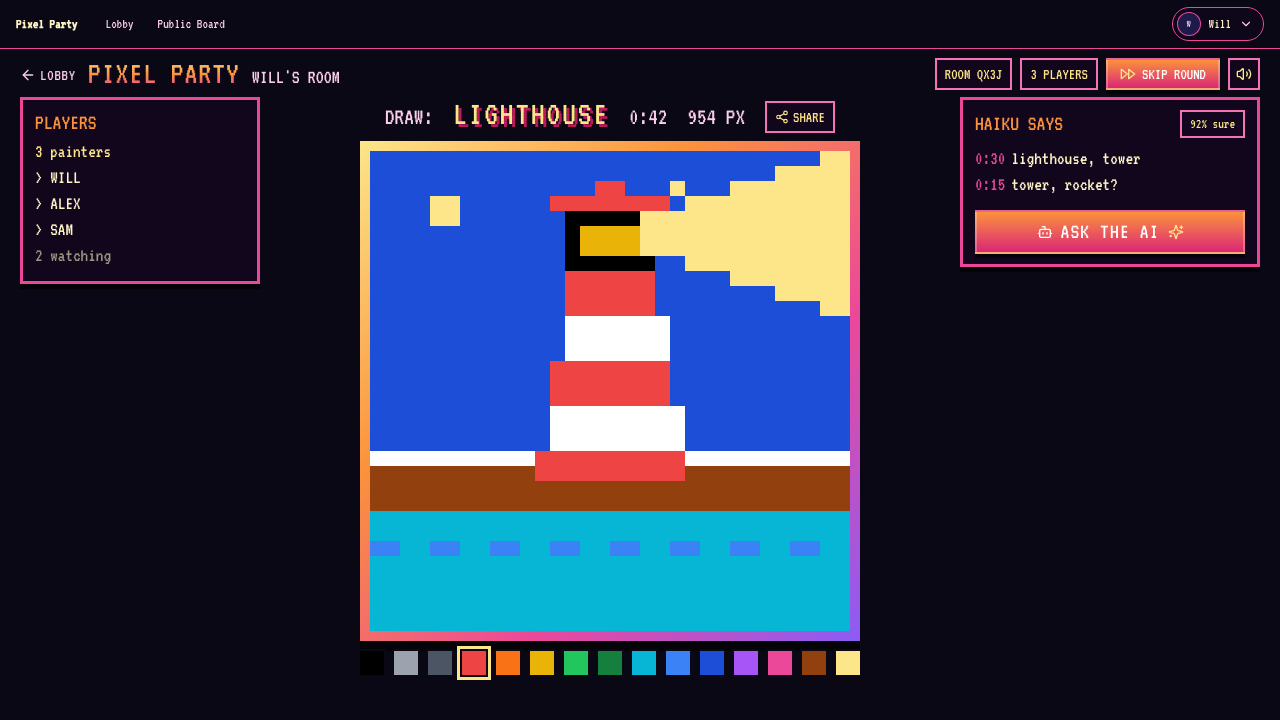 Pixel Party Lobby Public Board W Will
LOBBY PIXEL PARTY WILL'S ROOM ROOM QX3J 3 PLAYERS SKIP ROUND
PLAYERS
3 painters
WILL
ALEX
SAM
2 watching
DRAW: LIGHTHOUSE 0:42 954 PX SHARE
HAIKU SAYS 92% sure
0:30 lighthouse, tower
0:15 tower, rocket?
ASK THE AI